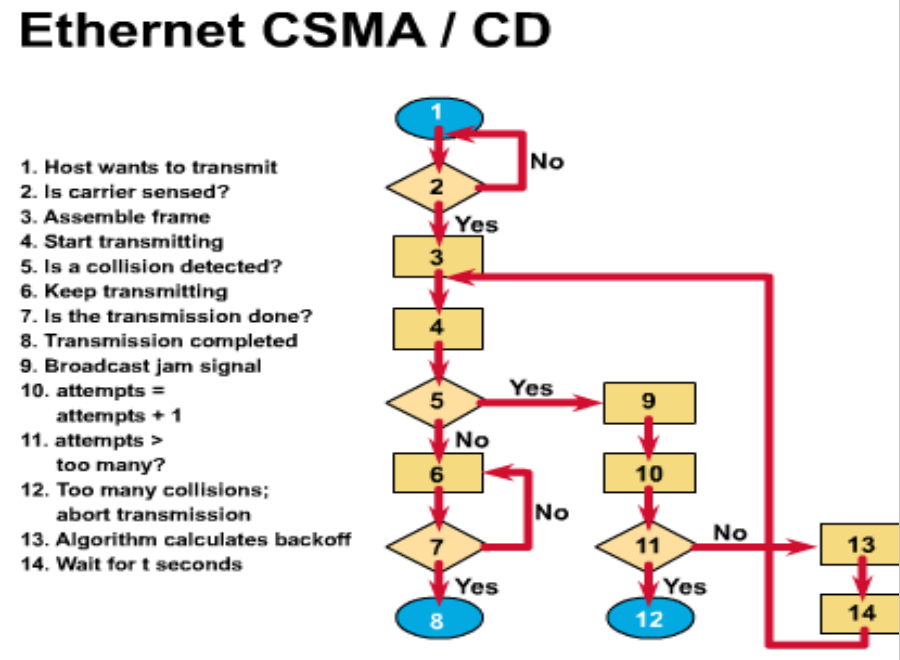 Ethernet CSMA / CD
1. Host wants to transmit
2. Is carrier sensed?
3. Assemble frame
4. Start transmitting
5. Is a collision detected?
6. Keep transmitting
7. Is the transmission done?
8. Transmission completed
9. Broadcast jam signal
10. attempts =
attempts + 1
11. attempts >
too many?
12. Too many collisions;
abort transmission
13. Algorithm calculates backoff
14. Wait for t seconds
1
No
2
Yes
3
4
5
Yes
9
No
6
10
No
7
11
No
13
Yes
Yes
8
12
14